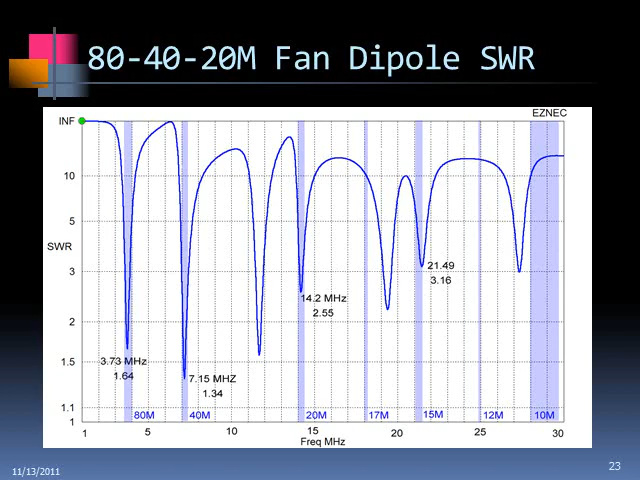 80-40-20M Fan Dipole SWR
EZNEC
INF
10
5
SWR
3
2
1.5
1.1
1
3.73 MHz
1.64
7.15 MHZ
1.34
14.2 MHz
2.55
21.49
3.16
80M 40M 20M 17M 15M 12M 10M
1 5 10 15 20 25 30
Freq MHz
11/13/2011
23